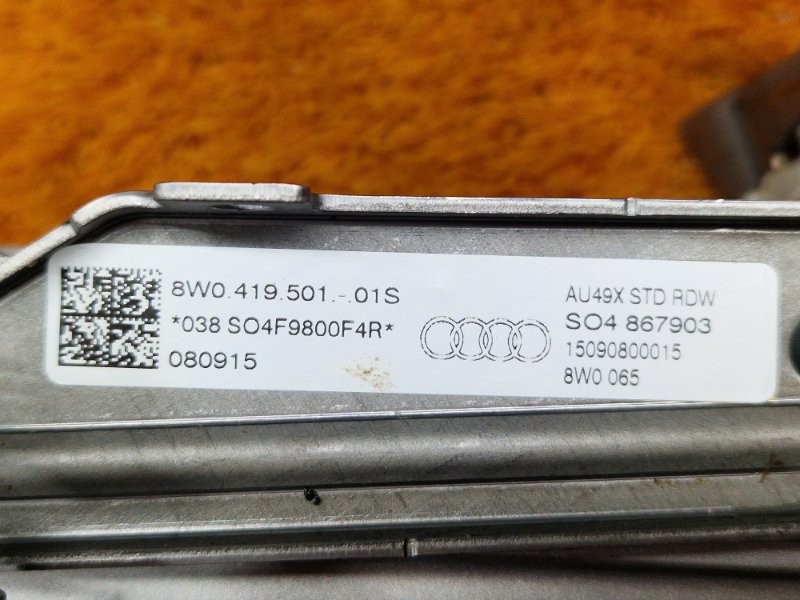 8W0.419.501.-.01S
*038 SO4F9800F4R*
080915
AU49X STD RDW
SO4 867903
15090800015
8W0 065